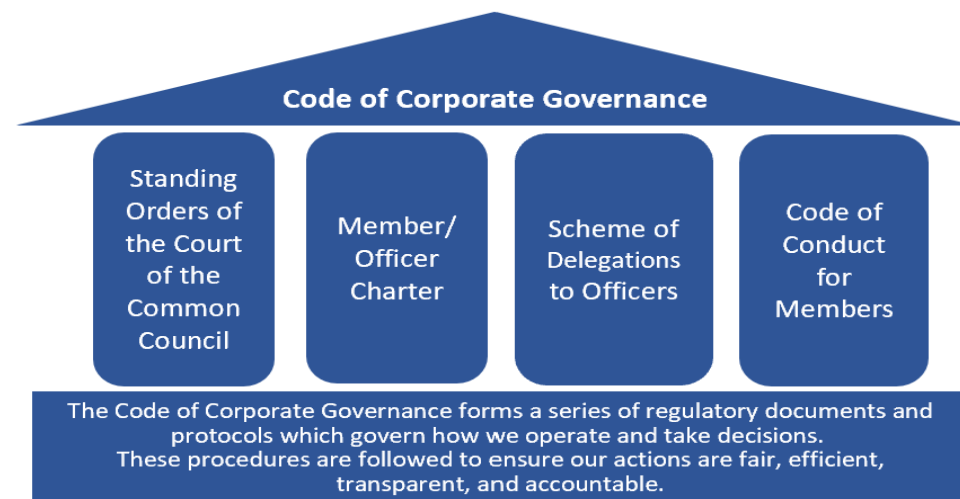 Code of Corporate Governance
Standing
Orders of
the Court
of the
Common
Council
Member/
Officer
Charter
Scheme of
Delegations
to Officers
Code of
Conduct
for
Members
The Code of Corporate Governance forms a series of regulatory documents and
protocols which govern how we operate and take decisions.
These procedures are followed to ensure our actions are fair, efficient,
transparent, and accountable.